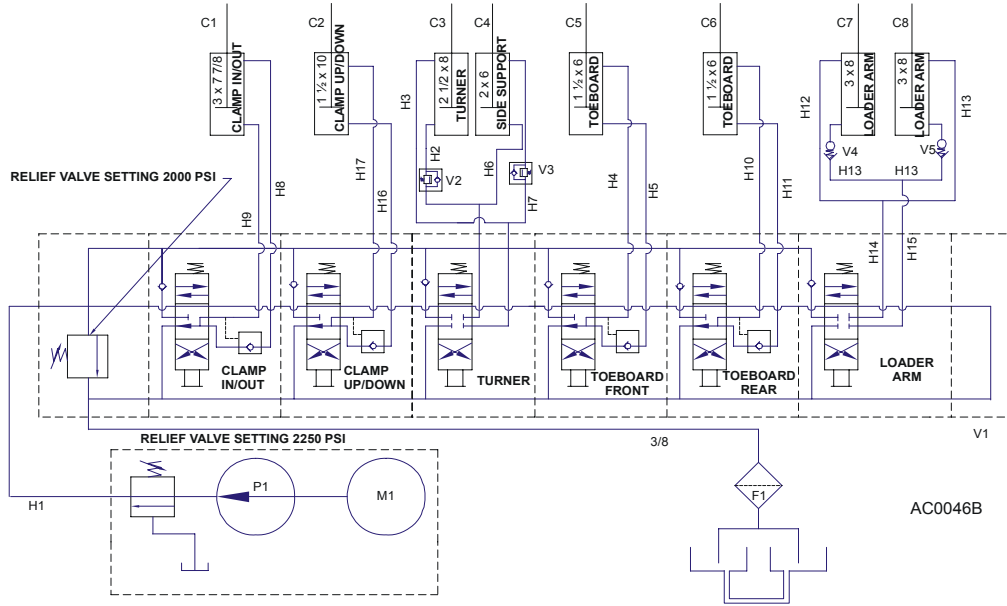 C1 C2 C3 C4 C5 C6 C7 C8
3 x 7 7/8
CLAMP IN/OUT
1 ½ x 10
CLAMP UP/DOWN
2 1/2 x 8
TURNER
2 x 6
SIDE SUPPORT
1 ½ x 6
TOEBOARD
1 ½ x 6
TOEBOARD
3 x 8
LOADER ARM
3 x 8
LOADER ARM
H3
H12
H13
H2
H6
V4
V5
H17
H4
H5
H10
H11
RELIEF VALVE SETTING 2000 PSI
H8
V2
V3
H13
H13
H9
H16
H7
H14
H15
CLAMP
IN/OUT
CLAMP
UP/DOWN
TURNER
TOEBOARD
FRONT
TOEBOARD
REAR
LOADER
ARM
V1
RELIEF VALVE SETTING 2250 PSI
3/8
H1
P1
M1
F1
AC0046B